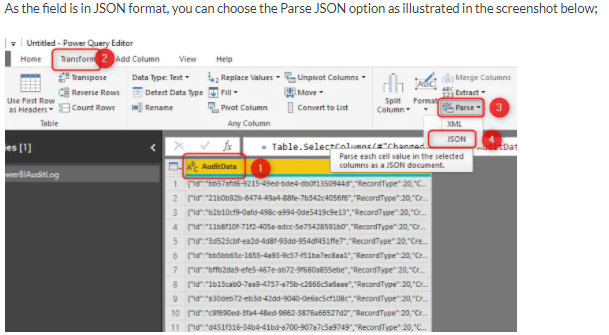 As the field is in JSON format, you can choose the Parse JSON option as illustrated in the screenshot below;
Untitled - Power Query Editor
Home Transform 2 Add Column View Help
Transpose Data Type: Text Replace Values Unpivot Columns Merge Columns
Reverse Rows Detect Data Type Fill Move ABC ABC 123 Extract
Use First Row as Headers Count Rows Rename Pivot Column Convert to List Split Column Format abc Parse 3
Table Any Column XML
JSON 4
es [1] fx = Table.SelectColumns(#"Changed
Parse each cell value in the selected
columns as a JSON document.
werBIAuditLog ABC AuditData 1
1 {"Id":"bb57afd6-9215-49ed-bde4-db0f1350944d","RecordType":20,"Cr...
2 {"Id":"21b0b92b-6474-49a4-88fe-7b342c4056f6","RecordType":20,"Cr...
3 {"Id":"b2b10cf9-0afd-498c-a994-0de5419c9e13","RecordType":20,"Cr...
4 {"Id":"11b8f10f-71f2-405a-adcc-5e75428591b0","RecordType":20,"Cr...
5 {"Id":"3d523cbf-ea2d-4d8f-93dd-954df451ffe7","RecordType":20,"Cre...
6 {"Id":"bb5bb65c-1655-4a93-9c57-f51ba7ec8aa1","RecordType":20,"Cr...
7 {"Id":"bffb2da9-efe5-467e-ab72-9f680a855ebe","RecordType":20,"Cr...
8 {"Id":"1b13cab0-7aa9-4757-a75b-c2666c5a6aae","RecordType":20,"Cr...
9 {"Id":"a30deb72-eb3d-42dd-9040-0e6ac5cf108c","RecordType":20,"Cr...
10 {"Id":"c9f690ed-3fa4-48ed-9662-3876a66527d2","RecordType":20,"Cr...
11 {"Id":"d451f316-34b4-41bd-a700-907a7c5a9749","RecordType":20,"C...